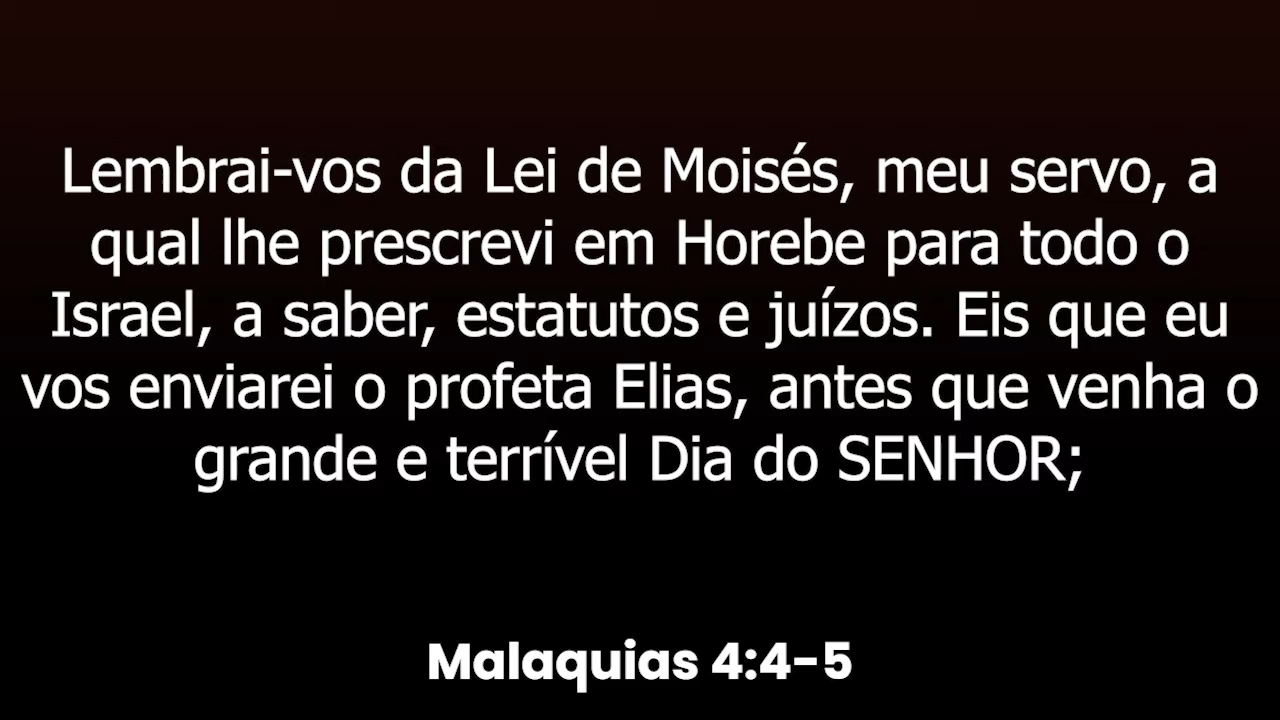 Lembrai-vos da Lei de Moisés, meu servo, a
qual lhe prescrevi em Horebe para todo o
Israel, a saber, estatutos e juízos. Eis que eu
vos enviarei o profeta Elias, antes que venha o
grande e terrível Dia do SENHOR;
Malaquias 4:4-5